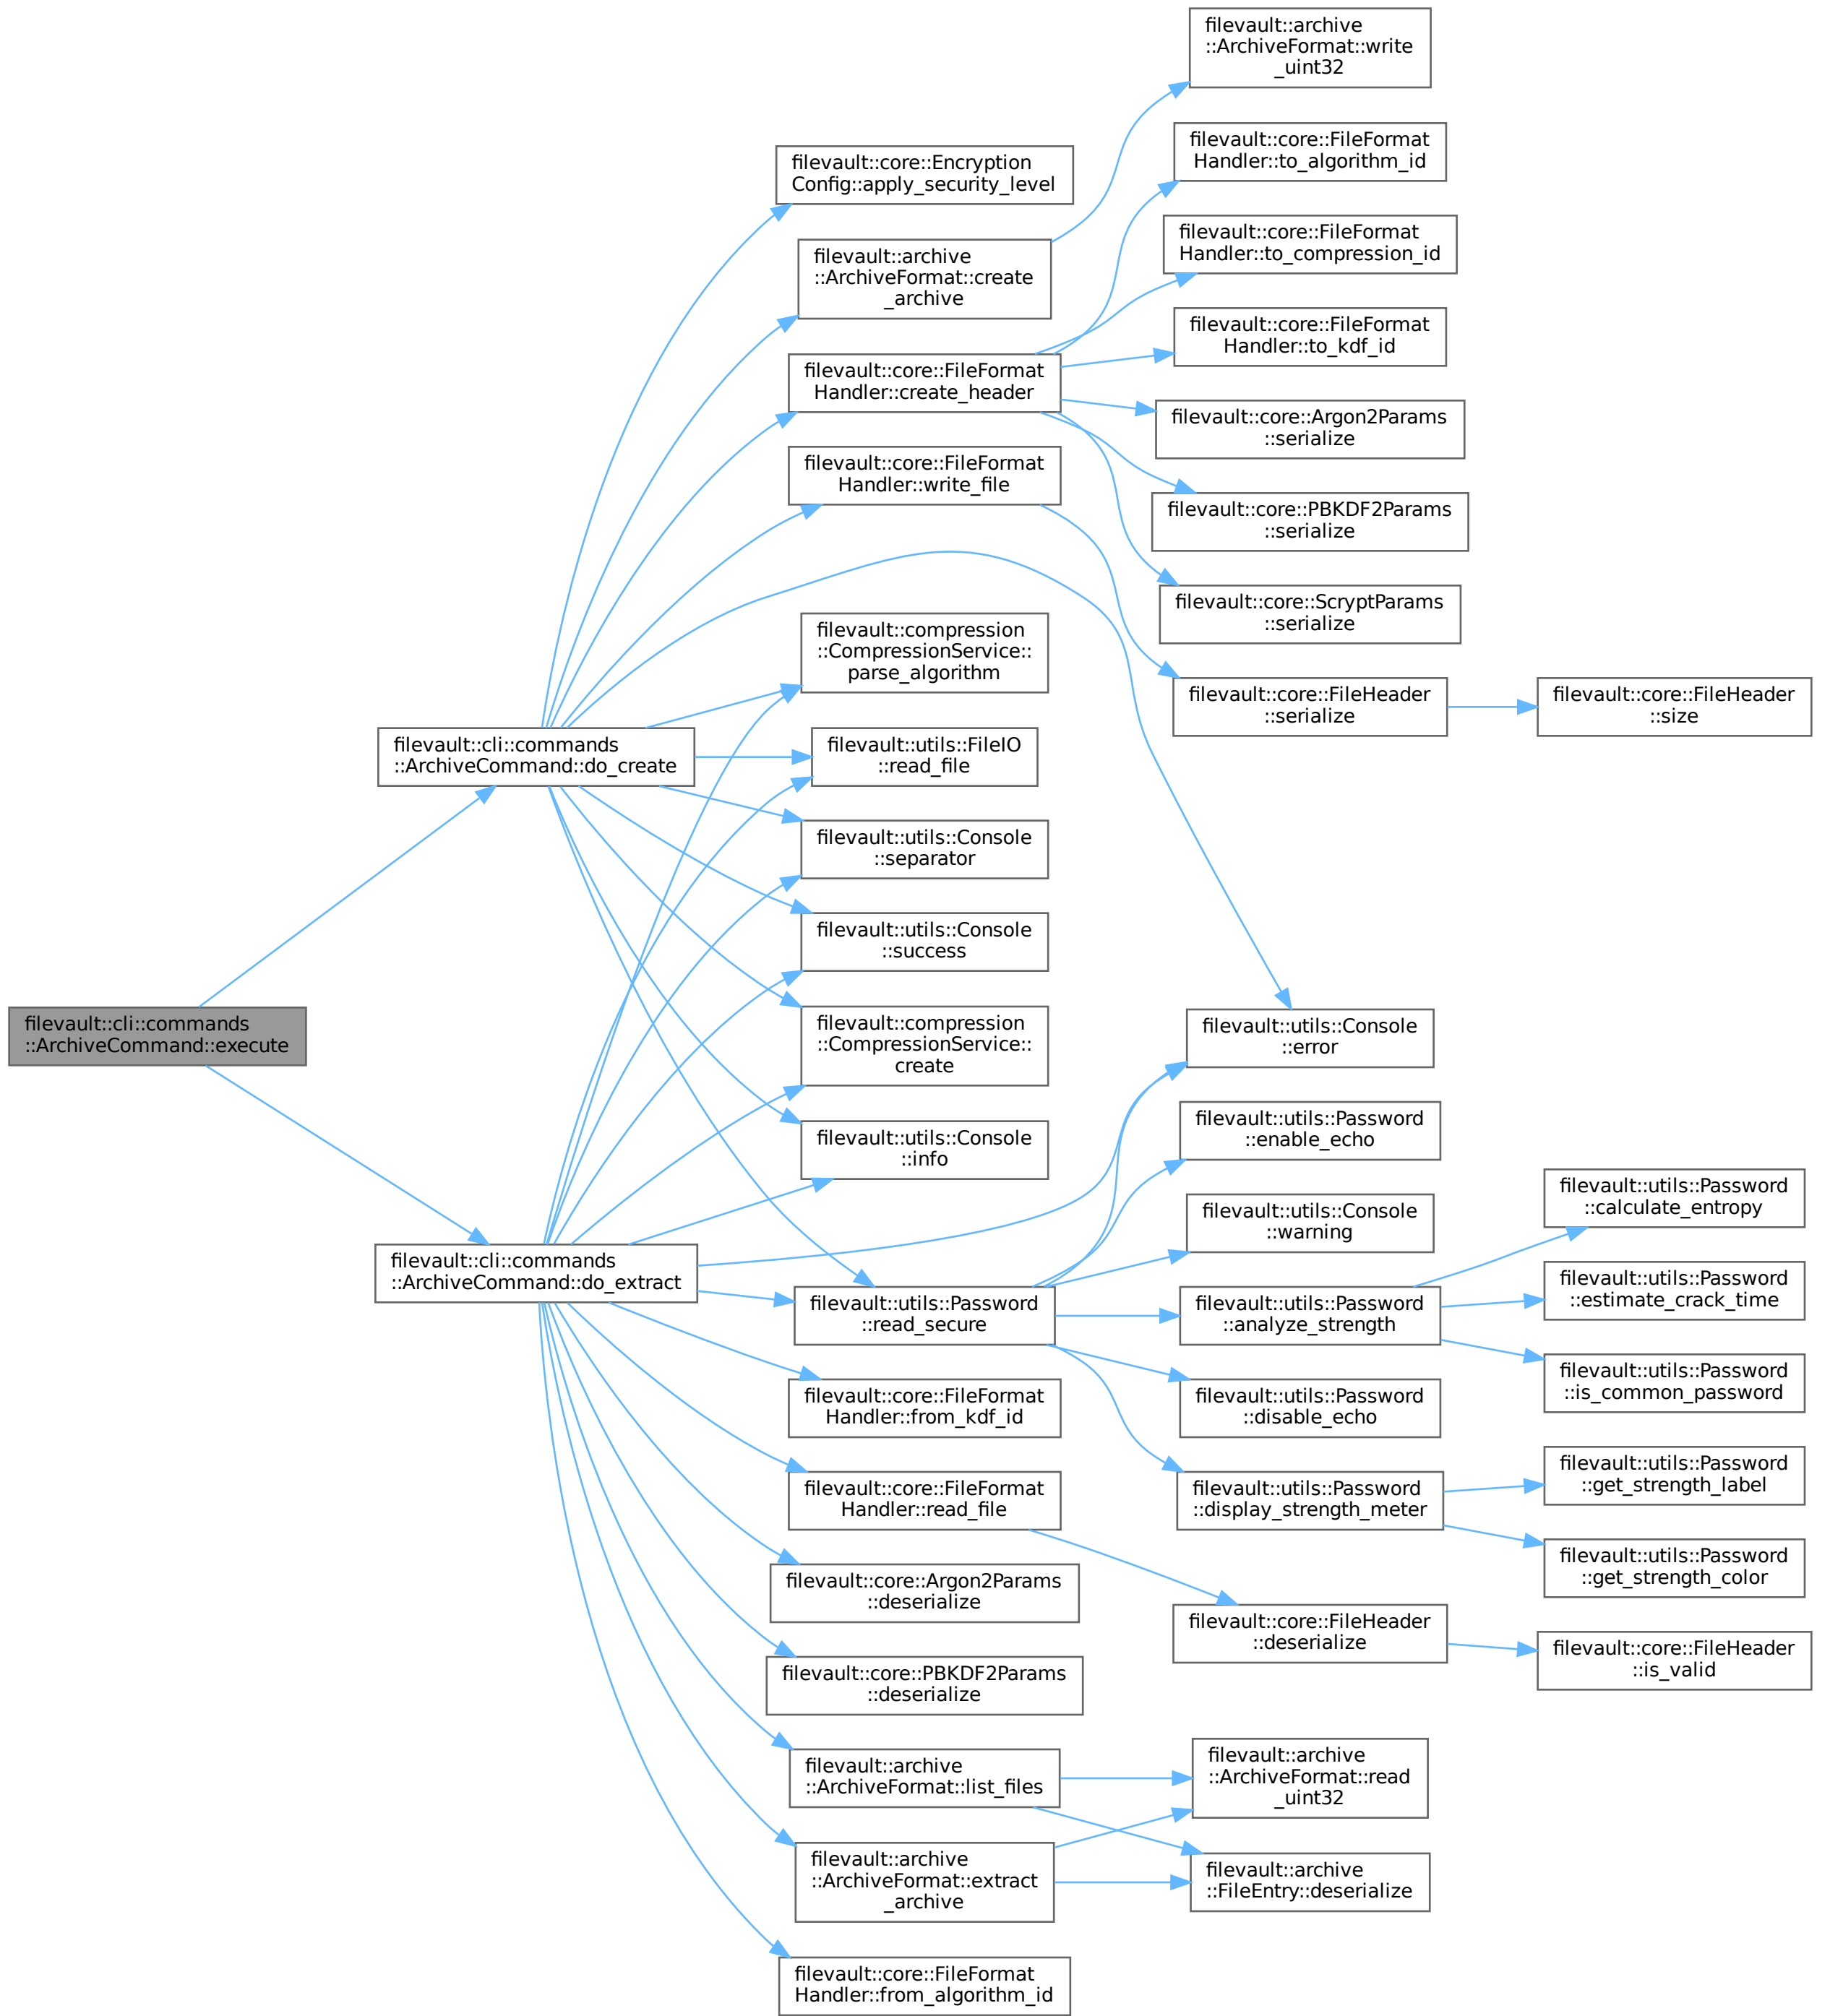 filevault::cli::commands
::ArchiveCommand::execute
filevault::cli::commands
::ArchiveCommand::do_create
filevault::cli::commands
::ArchiveCommand::do_extract
filevault::core::Encryption
Config::apply_security_level
filevault::archive
::ArchiveFormat::create
_archive
filevault::core::FileFormat
Handler::create_header
filevault::core::FileFormat
Handler::write_file
filevault::compression
::CompressionService::
parse_algorithm
filevault::utils::FileIO
::read_file
filevault::utils::Console
::separator
filevault::utils::Console
::success
filevault::compression
::CompressionService::
create
filevault::utils::Console
::info
filevault::utils::Password
::read_secure
filevault::core::FileFormat
Handler::from_kdf_id
filevault::core::FileFormat
Handler::read_file
filevault::core::Argon2Params
::deserialize
filevault::core::PBKDF2Params
::deserialize
filevault::archive
::ArchiveFormat::list_files
filevault::archive
::ArchiveFormat::extract
_archive
filevault::core::FileFormat
Handler::from_algorithm_id
filevault::archive
::ArchiveFormat::write
_uint32
filevault::core::FileFormat
Handler::to_algorithm_id
filevault::core::FileFormat
Handler::to_compression_id
filevault::core::FileFormat
Handler::to_kdf_id
filevault::core::Argon2Params
::serialize
filevault::core::PBKDF2Params
::serialize
filevault::core::ScryptParams
::serialize
filevault::core::FileHeader
::serialize
filevault::utils::Console
::error
filevault::utils::Password
::enable_echo
filevault::utils::Console
::warning
filevault::utils::Password
::analyze_strength
filevault::utils::Password
::disable_echo
filevault::utils::Password
::display_strength_meter
filevault::core::FileHeader
::deserialize
filevault::archive
::ArchiveFormat::read
_uint32
filevault::archive
::FileEntry::deserialize
filevault::core::FileHeader
::size
filevault::utils::Password
::calculate_entropy
filevault::utils::Password
::estimate_crack_time
filevault::utils::Password
::is_common_password
filevault::utils::Password
::get_strength_label
filevault::utils::Password
::get_strength_color
filevault::core::FileHeader
::is_valid